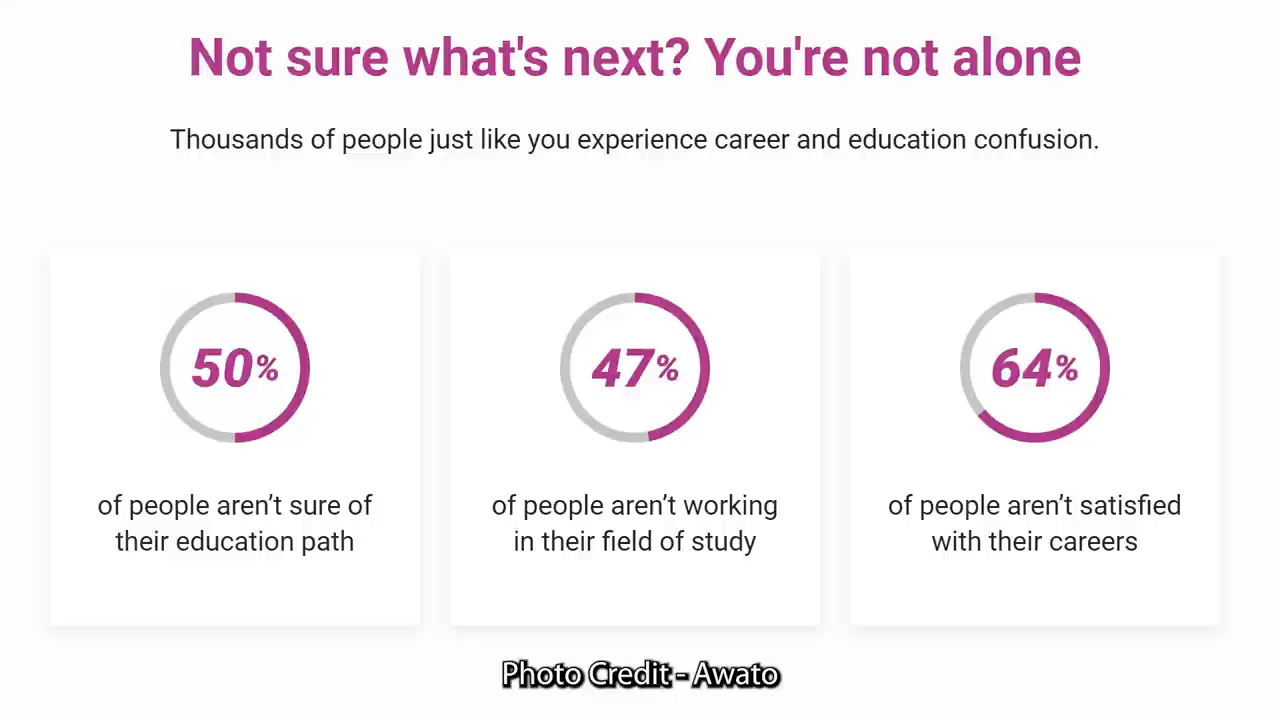 Not sure what's next? You're not alone
Thousands of people just like you experience career and education confusion.
50%
of people aren’t sure of
their education path
47%
of people aren’t working
in their field of study
64%
of people aren’t satisfied
with their careers
Photo Credit - Awato